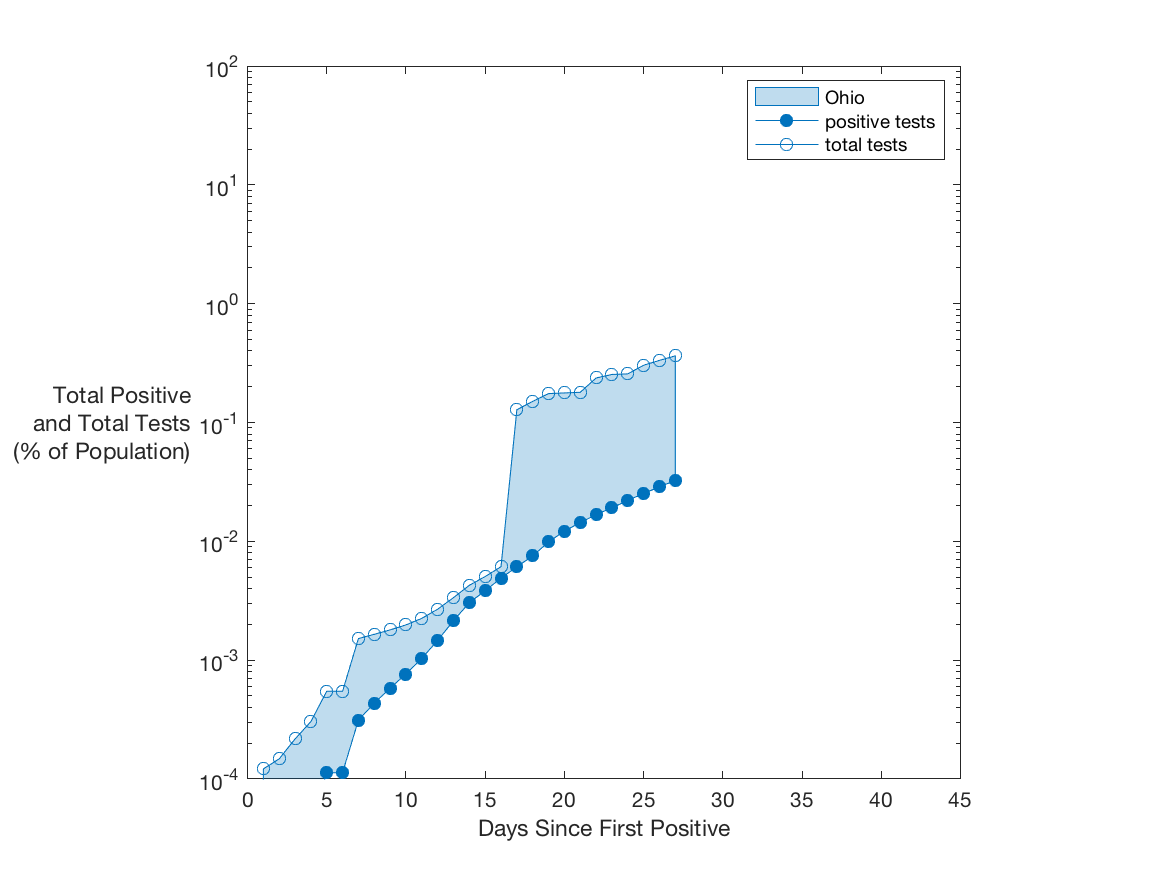 10^2
10^1
10^0
10^-1
10^-2
10^-3
10^-4
Total Positive
and Total Tests
(% of Population)
Ohio
positive tests
total tests
0 5 10 15 20 25 30 35 40 45
Days Since First Positive